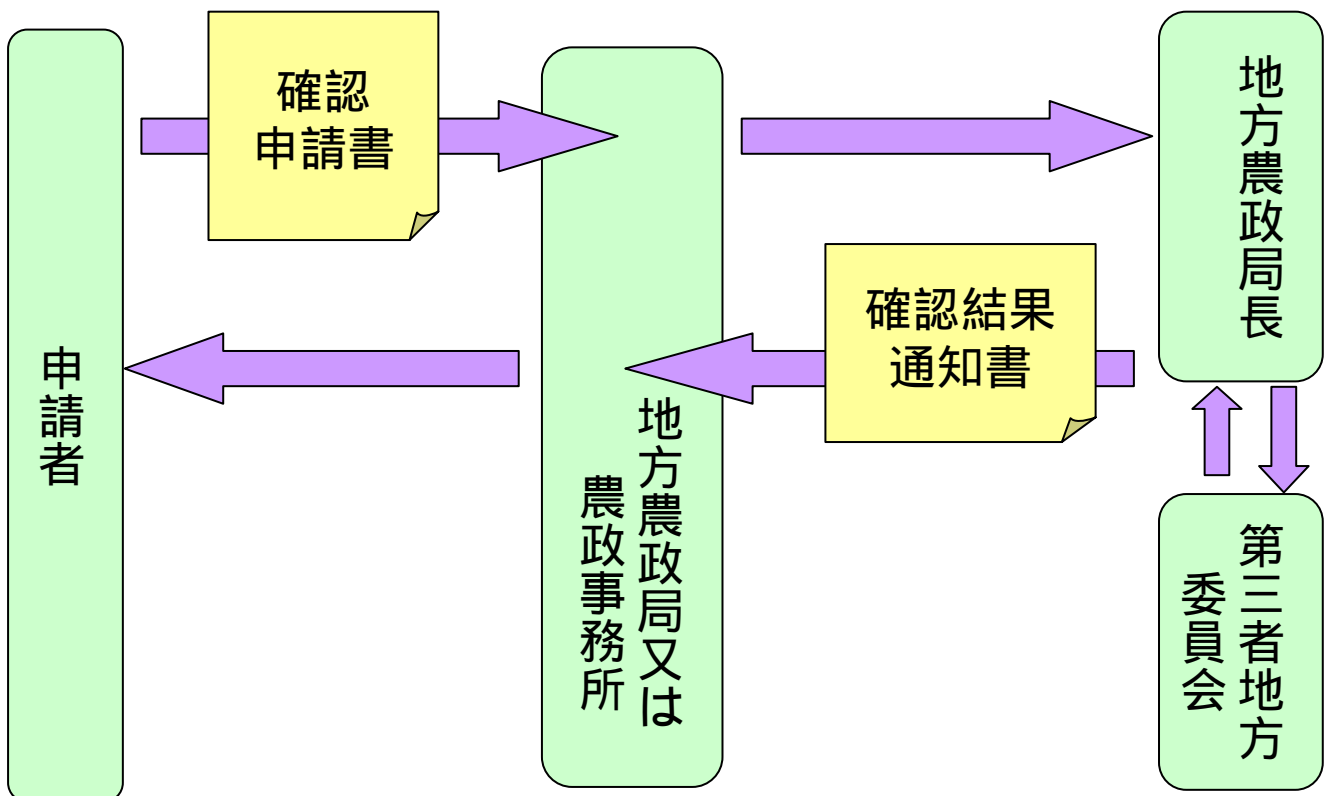 確認
申請書
地方農政局長
確認結果
通知書
申請者
地方農政局又は
農政事務所
第三者地方
委員会